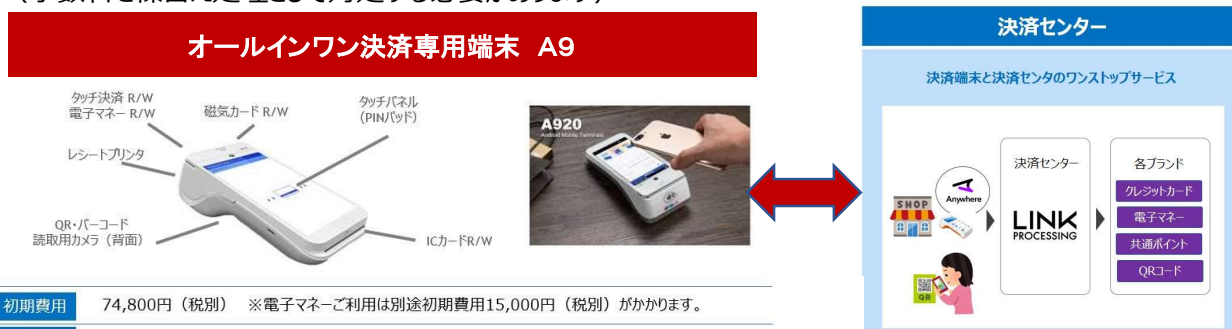 オールインワン決済専用端末 A9
タッチ決済 R/W
電子マネー R/W
磁気カード R/W
タッチパネル
(PINパッド)
レシートプリンタ
QR・バーコード
読取用カメラ（背面）
ICカードR/W
A920
Android Mobile Terminals
初期費用
74,800円（税別） ※電子マネーご利用は別途初期費用15,000円（税別）がかかります。
決済センター
決済端末と決済センタのワンストップサービス
SHOP
Anywhere
QR
決済センター
LINK
PROCESSING
各ブランド
クレジットカード
電子マネー
共通ポイント
QRコード